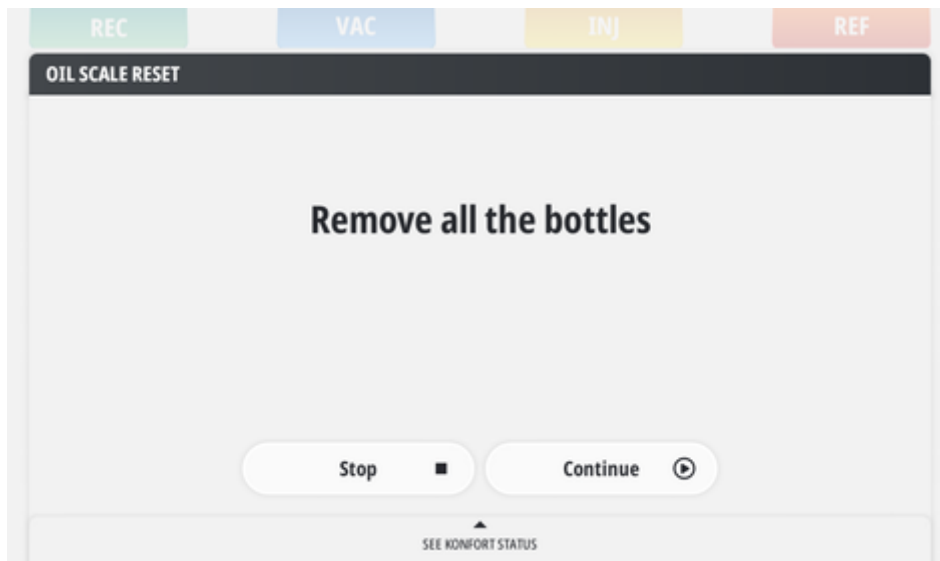 REC VAC INJ REF
OIL SCALE RESET
Remove all the bottles
Stop Continue
SEE KONFORT STATUS